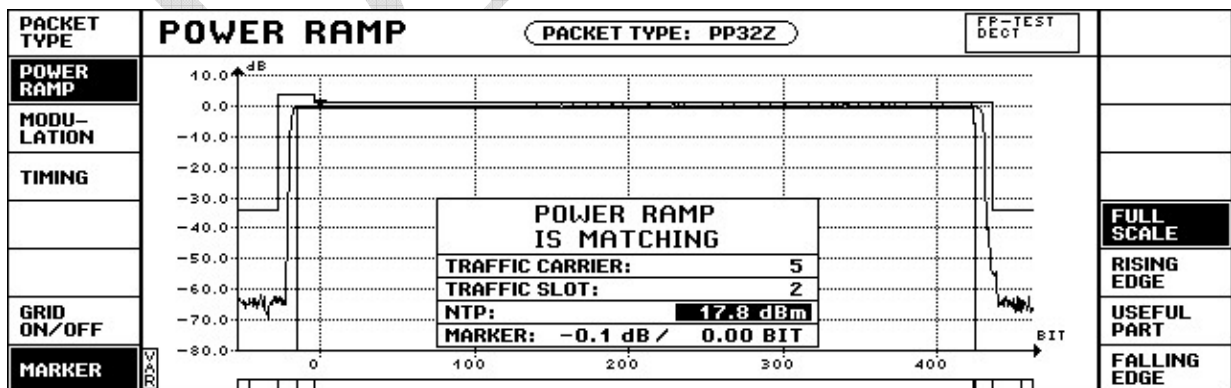 PACKET
TYPE
POWER
RAMP
MODU-
LATION
TIMING
GRID
ON/OFF
MARKER
POWER RAMP
PACKET TYPE: PP32Z
FP-TEST
DECT
dB
10.0
0.0
-10.0
-20.0
-30.0
-40.0
-50.0
-60.0
-70.0
-80.0
VAR
0
100
200
300
400
BIT
POWER RAMP
IS MATCHING
TRAFFIC CARRIER: 5
TRAFFIC SLOT: 2
NTP: 17.8 dBm
MARKER: -0.1 dB / 0.00 BIT
FULL
SCALE
RISING
EDGE
USEFUL
PART
FALLING
EDGE